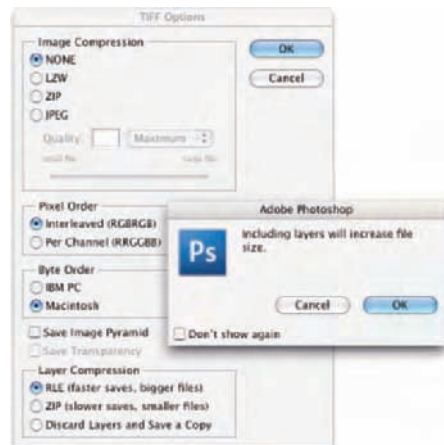 TIFF Options
Image Compression
NONE
LZW
ZIP
JPEG
Quality: Maximum
OK
Cancel
Pixel Order
Interleaved (RGBRGB)
Per Channel (RRGGBB)
Byte Order
IBM PC
Macintosh
Save Image Pyramid
Save Transparency
Layer Compression
RLE (faster saves, bigger files)
ZIP (slower saves, smaller files)
Discard Layers and Save a Copy
Adobe Photoshop
Ps
Including layers will increase file
size.
Cancel
OK
Don't show again